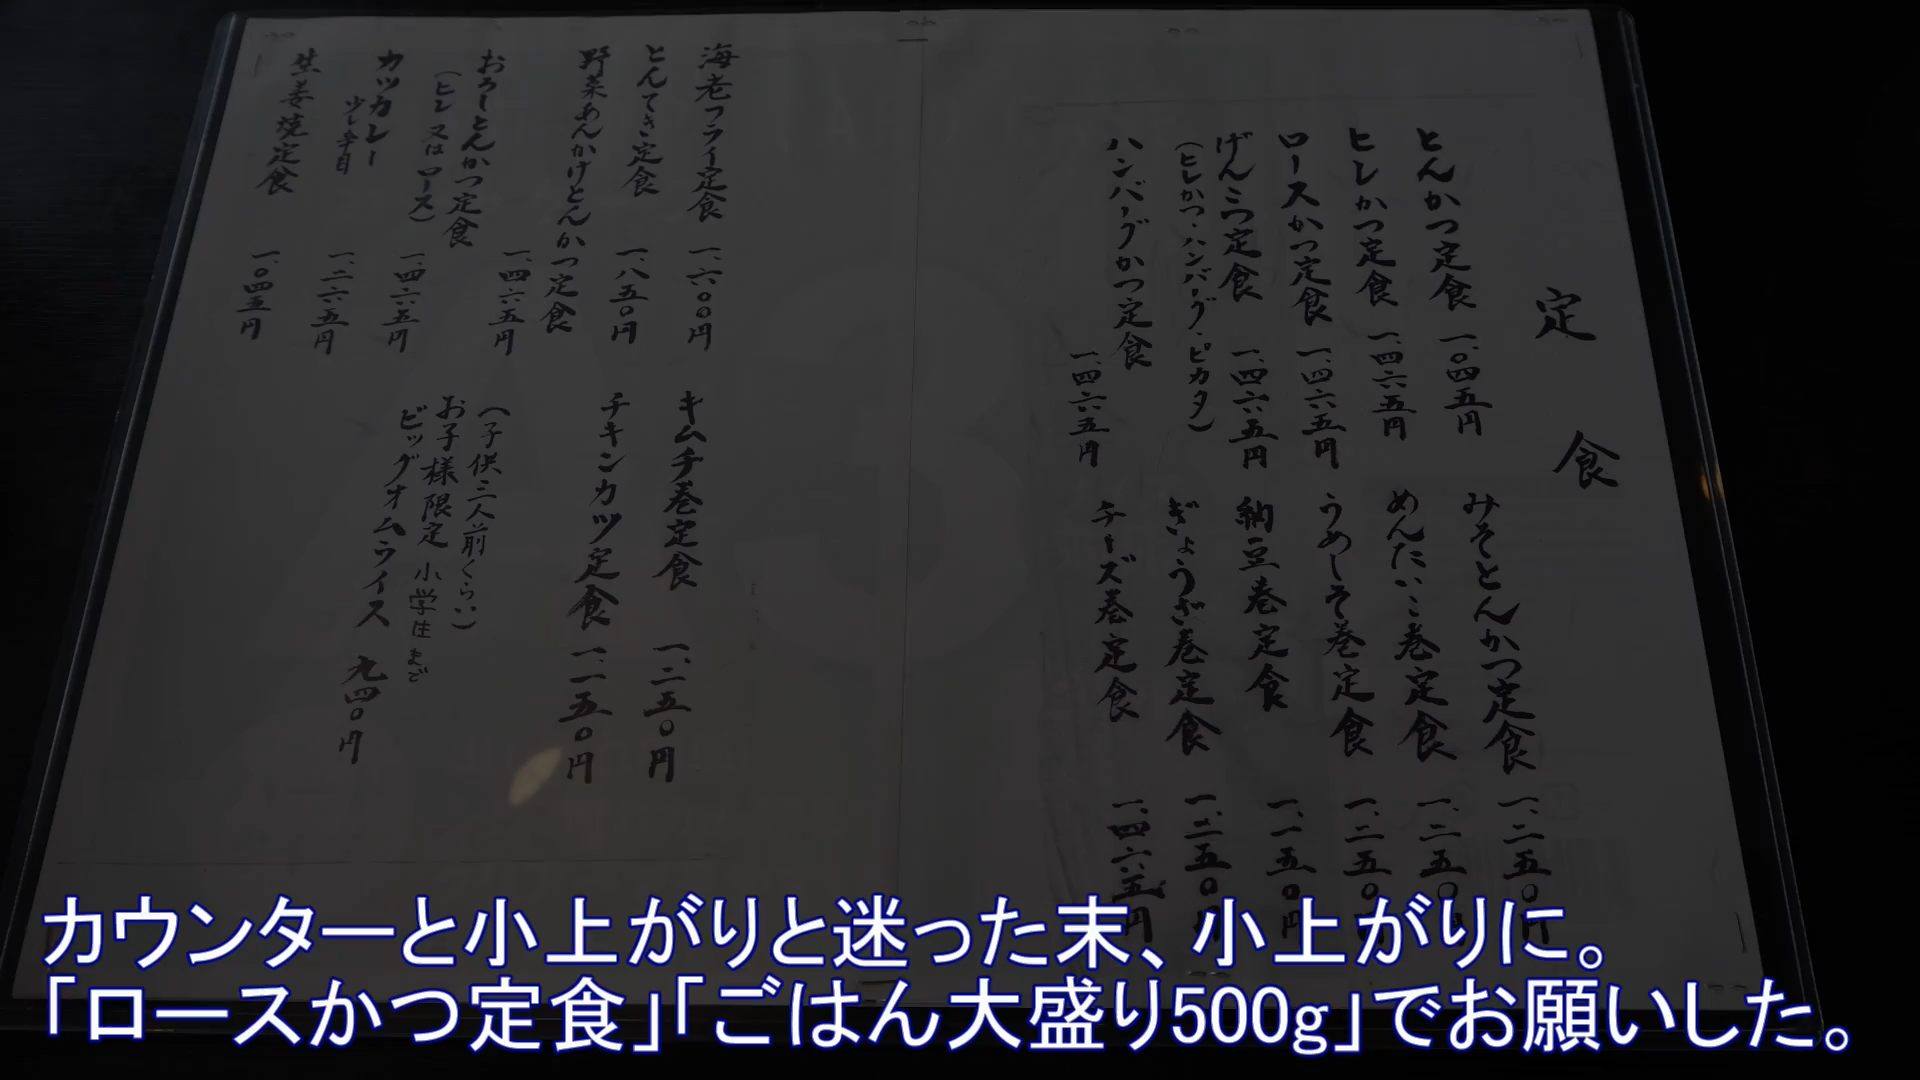 定食
とんかつ定食 一、〇四五円
ヒレかつ定食 一、四六五円
ロースかつ定食 一、四六五円
げんこつ定食 一、四六五円
(ヒレかつ・ハンバーグ・ピカタ)
ハンバーグかつ定食 一、四六五円
みそとんかつ定食 一、二五〇円
めんたいこ巻定食 一、二五〇
うめしそ巻定食 一、二五〇
納豆巻定食 一、一五〇円
ぎょうざ巻定食 一、二五〇円
チーズ巻定食 一、四六五円
海老フライ定食 一、六〇〇円
とんてき定食 一、八五〇円
野菜あんかけとんかつ定食 一、四六五円
おろしとんかつ定食 一、四六五円
(ヒレ又はロース)
カツカレー 一、二六五円
少し辛目
生姜焼定食 一、〇四五円
キムチ巻定食 一、二五〇円
チキンカツ定食 一、一五〇円
(子供三人前くらい)
お子様限定 小学生まで
ビッグオムライス 九四〇円
カウンターと小上がりと迷った末、小上がりに。
「ロースかつ定食」「ごはん大盛り500g」でお願いした。